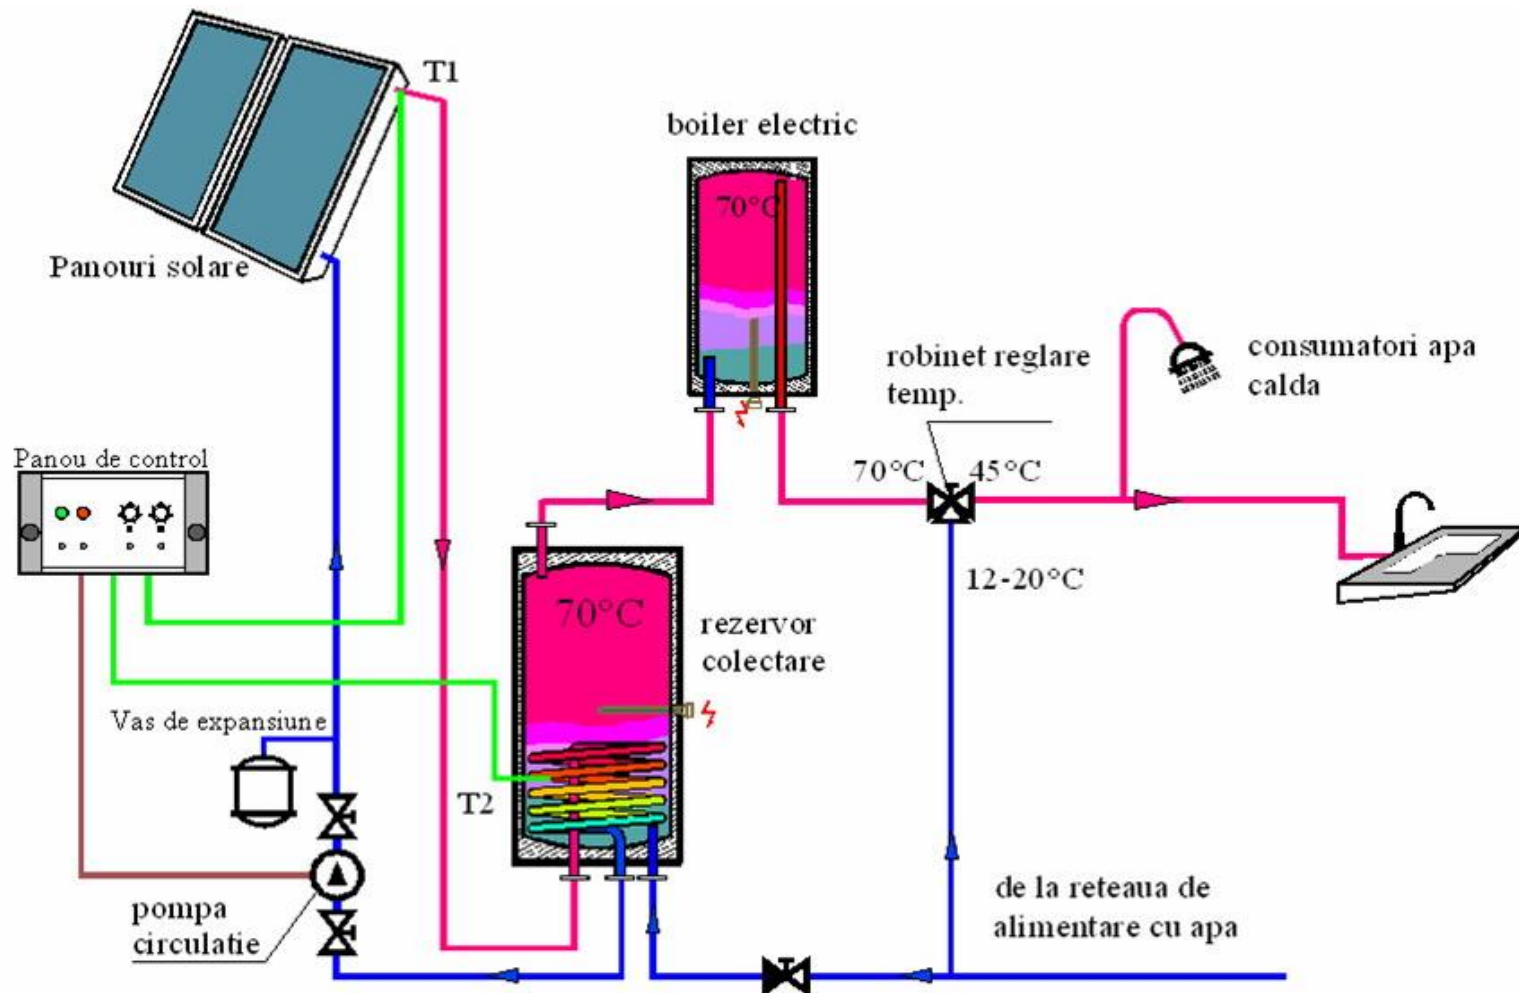 T1
boiler electric
70°C
Panouri solare
robinet reglare
temp.
consumatori apa
calda
Panou de control
70°C
45°C
12-20°C
70°C
rezervor
colectare
Vas de expansiune
T2
pompa
circulatie
de la reteaua de
alimentare cu apa